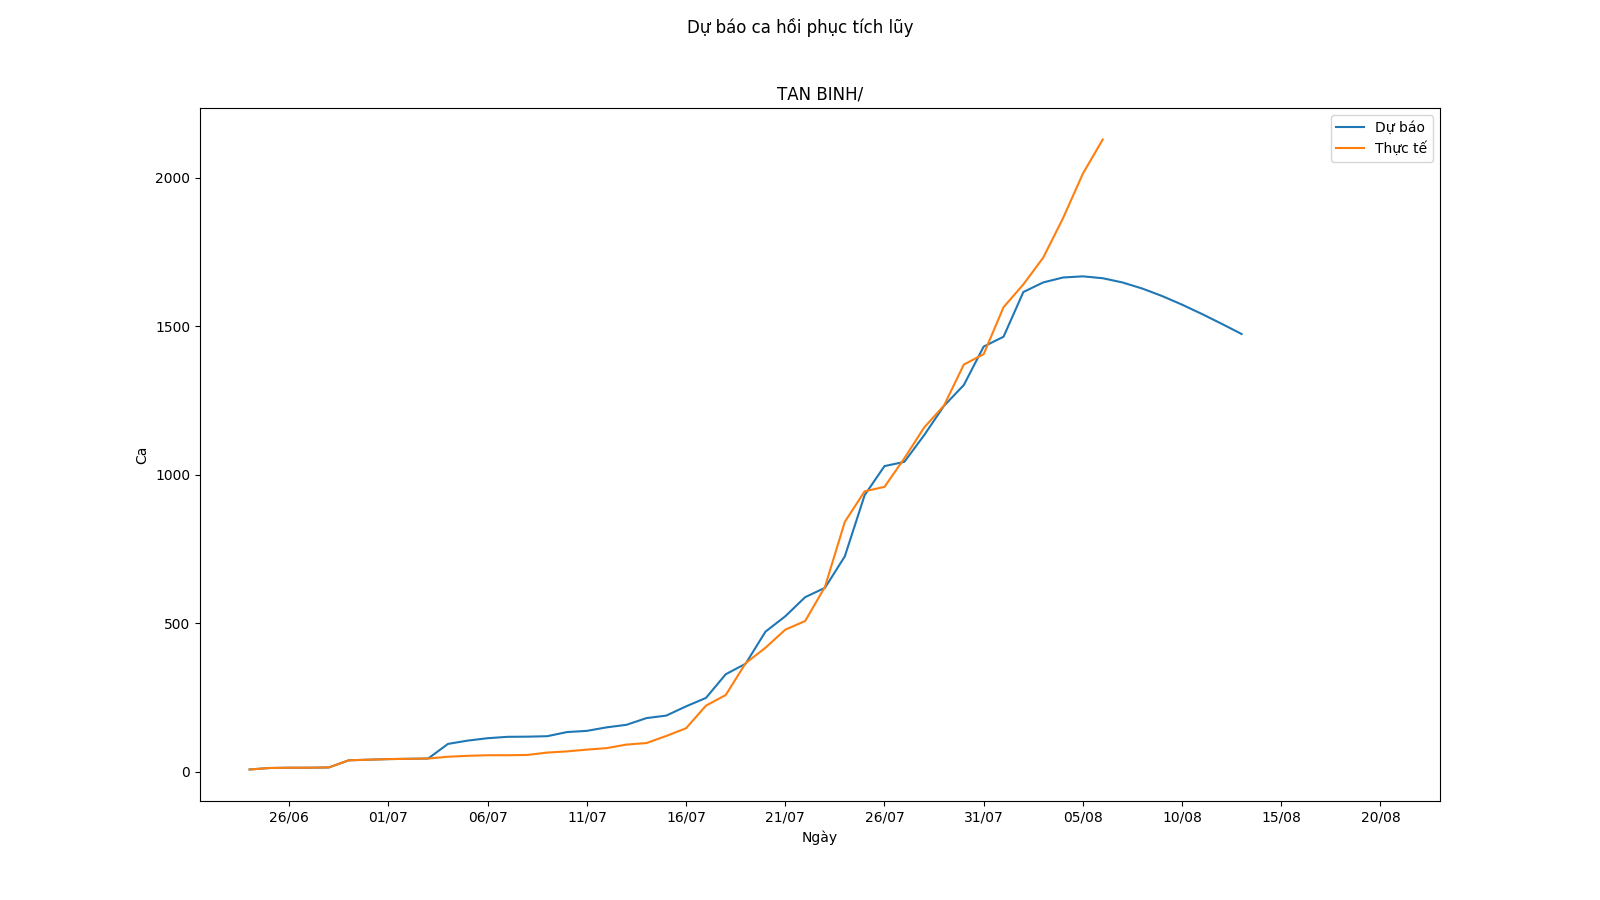 Dự báo ca hồi phục tích lũy
TAN BINH/
Dự báo
Thực tế
2000
1500
1000
500
0
Ca
26/06
01/07
06/07
11/07
16/07
21/07
26/07
31/07
05/08
10/08
15/08
20/08
Ngày